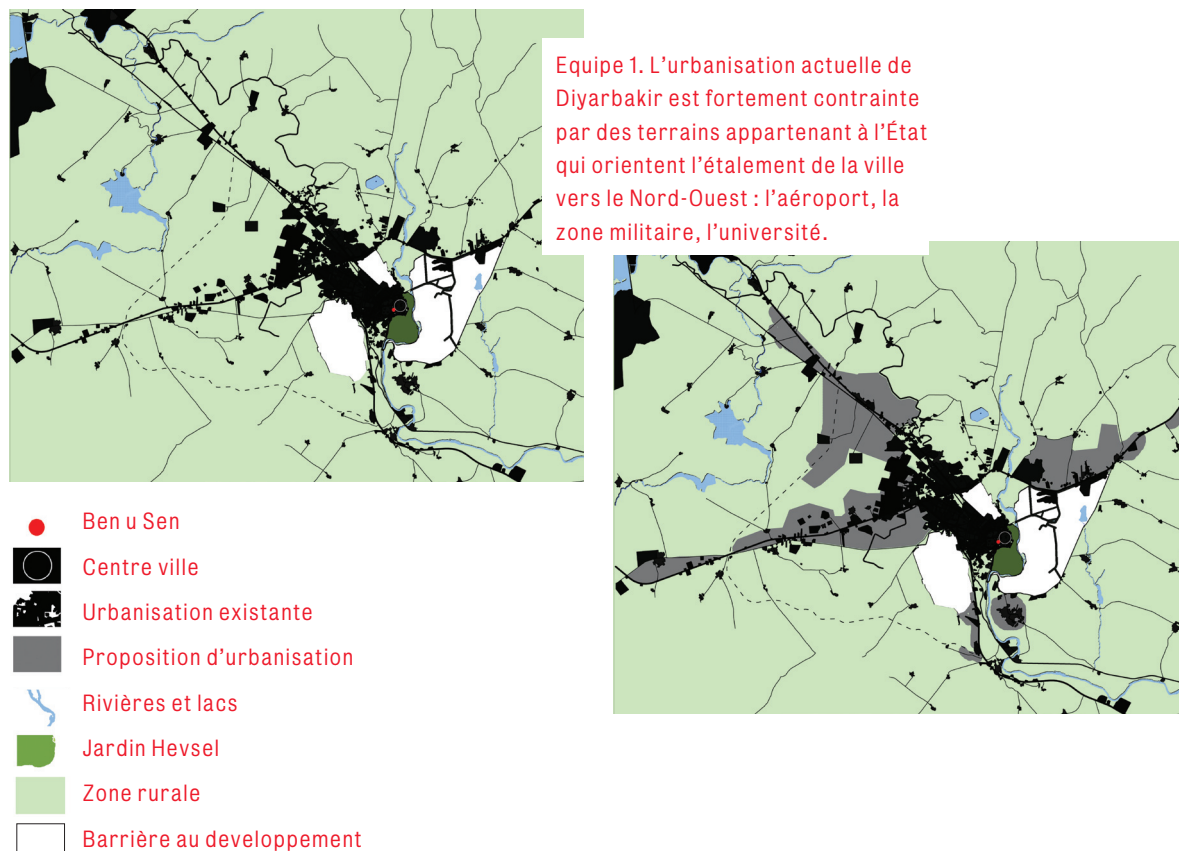 Equipe 1. L’urbanisation actuelle de
Diyarbakir est fortement contrainte
par des terrains appartenant à l’État
qui orientent l’étalement de la ville
vers le Nord-Ouest : l’aéroport, la
zone militaire, l’université.
Ben u Sen
Centre ville
Urbanisation existante
Proposition d’urbanisation
Rivières et lacs
Jardin Hevsel
Zone rurale
Barrière au developpement